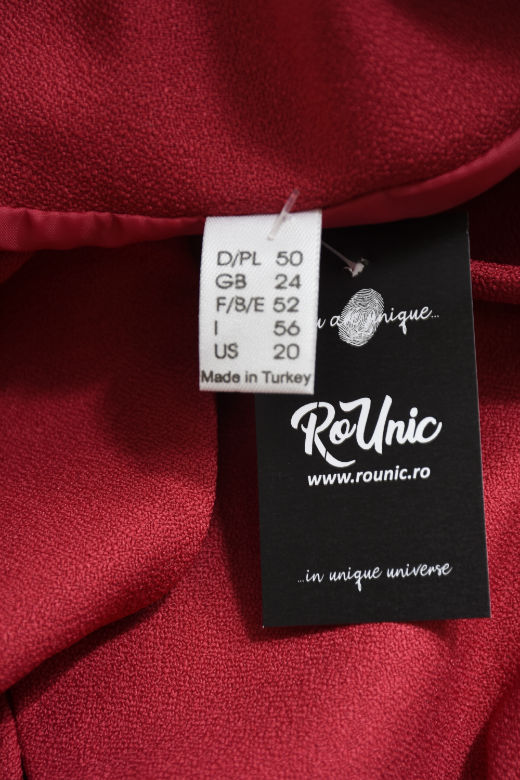 D/PL 50
GB 24
F/B/E 52
I 56
US 20
Made in Turkey
are unique...
RoUnic
www.rounic.ro
...in unique universe